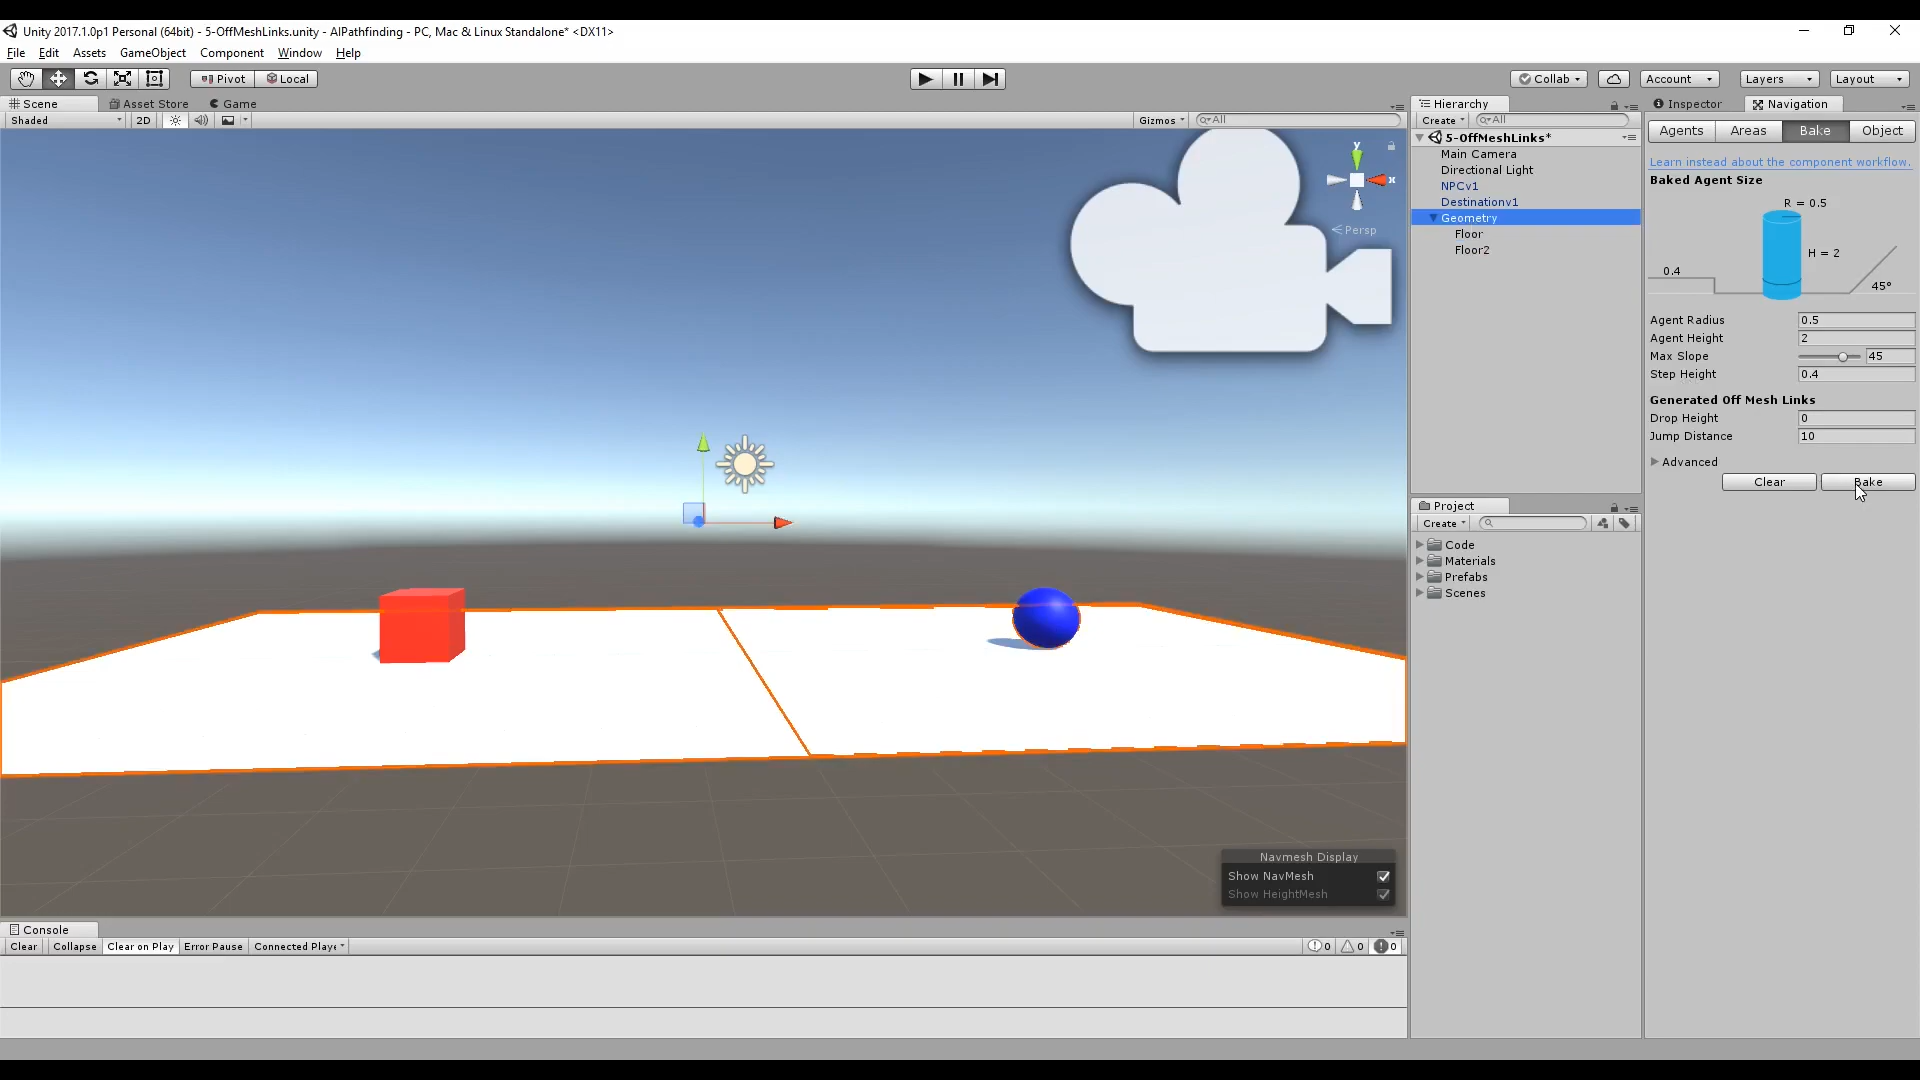 Unity 2017.1.0p1 Personal (64bit) - 5-OffMeshLinks.unity - AIPathfinding - PC, Mac & Linux Standalone* <DX11>
File Edit Assets GameObject Component Window Help
Pivot Local Collab Account Layers Layout
Scene Asset Store Game
Shaded 2D Gizmos All
y
x
Persp
Navmesh Display
Show NavMesh
Show HeightMesh
Hierarchy
Create All
5-OffMeshLinks*
Main Camera
Directional Light
NPCv1
Destinationv1
Geometry
Floor
Floor2
Project
Create
Code
Materials
Prefabs
Scenes
Inspector Navigation
Agents Areas Bake Object
Learn instead about the component workflow.
Baked Agent Size
R = 0.5
H = 2
0.4
45°
Agent Radius 0.5
Agent Height 2
Max Slope 45
Step Height 0.4
Generated Off Mesh Links
Drop Height 0
Jump Distance 10
Advanced
Clear Bake
Console
Clear Collapse Clear on Play Error Pause Connected Playe 0 0 0